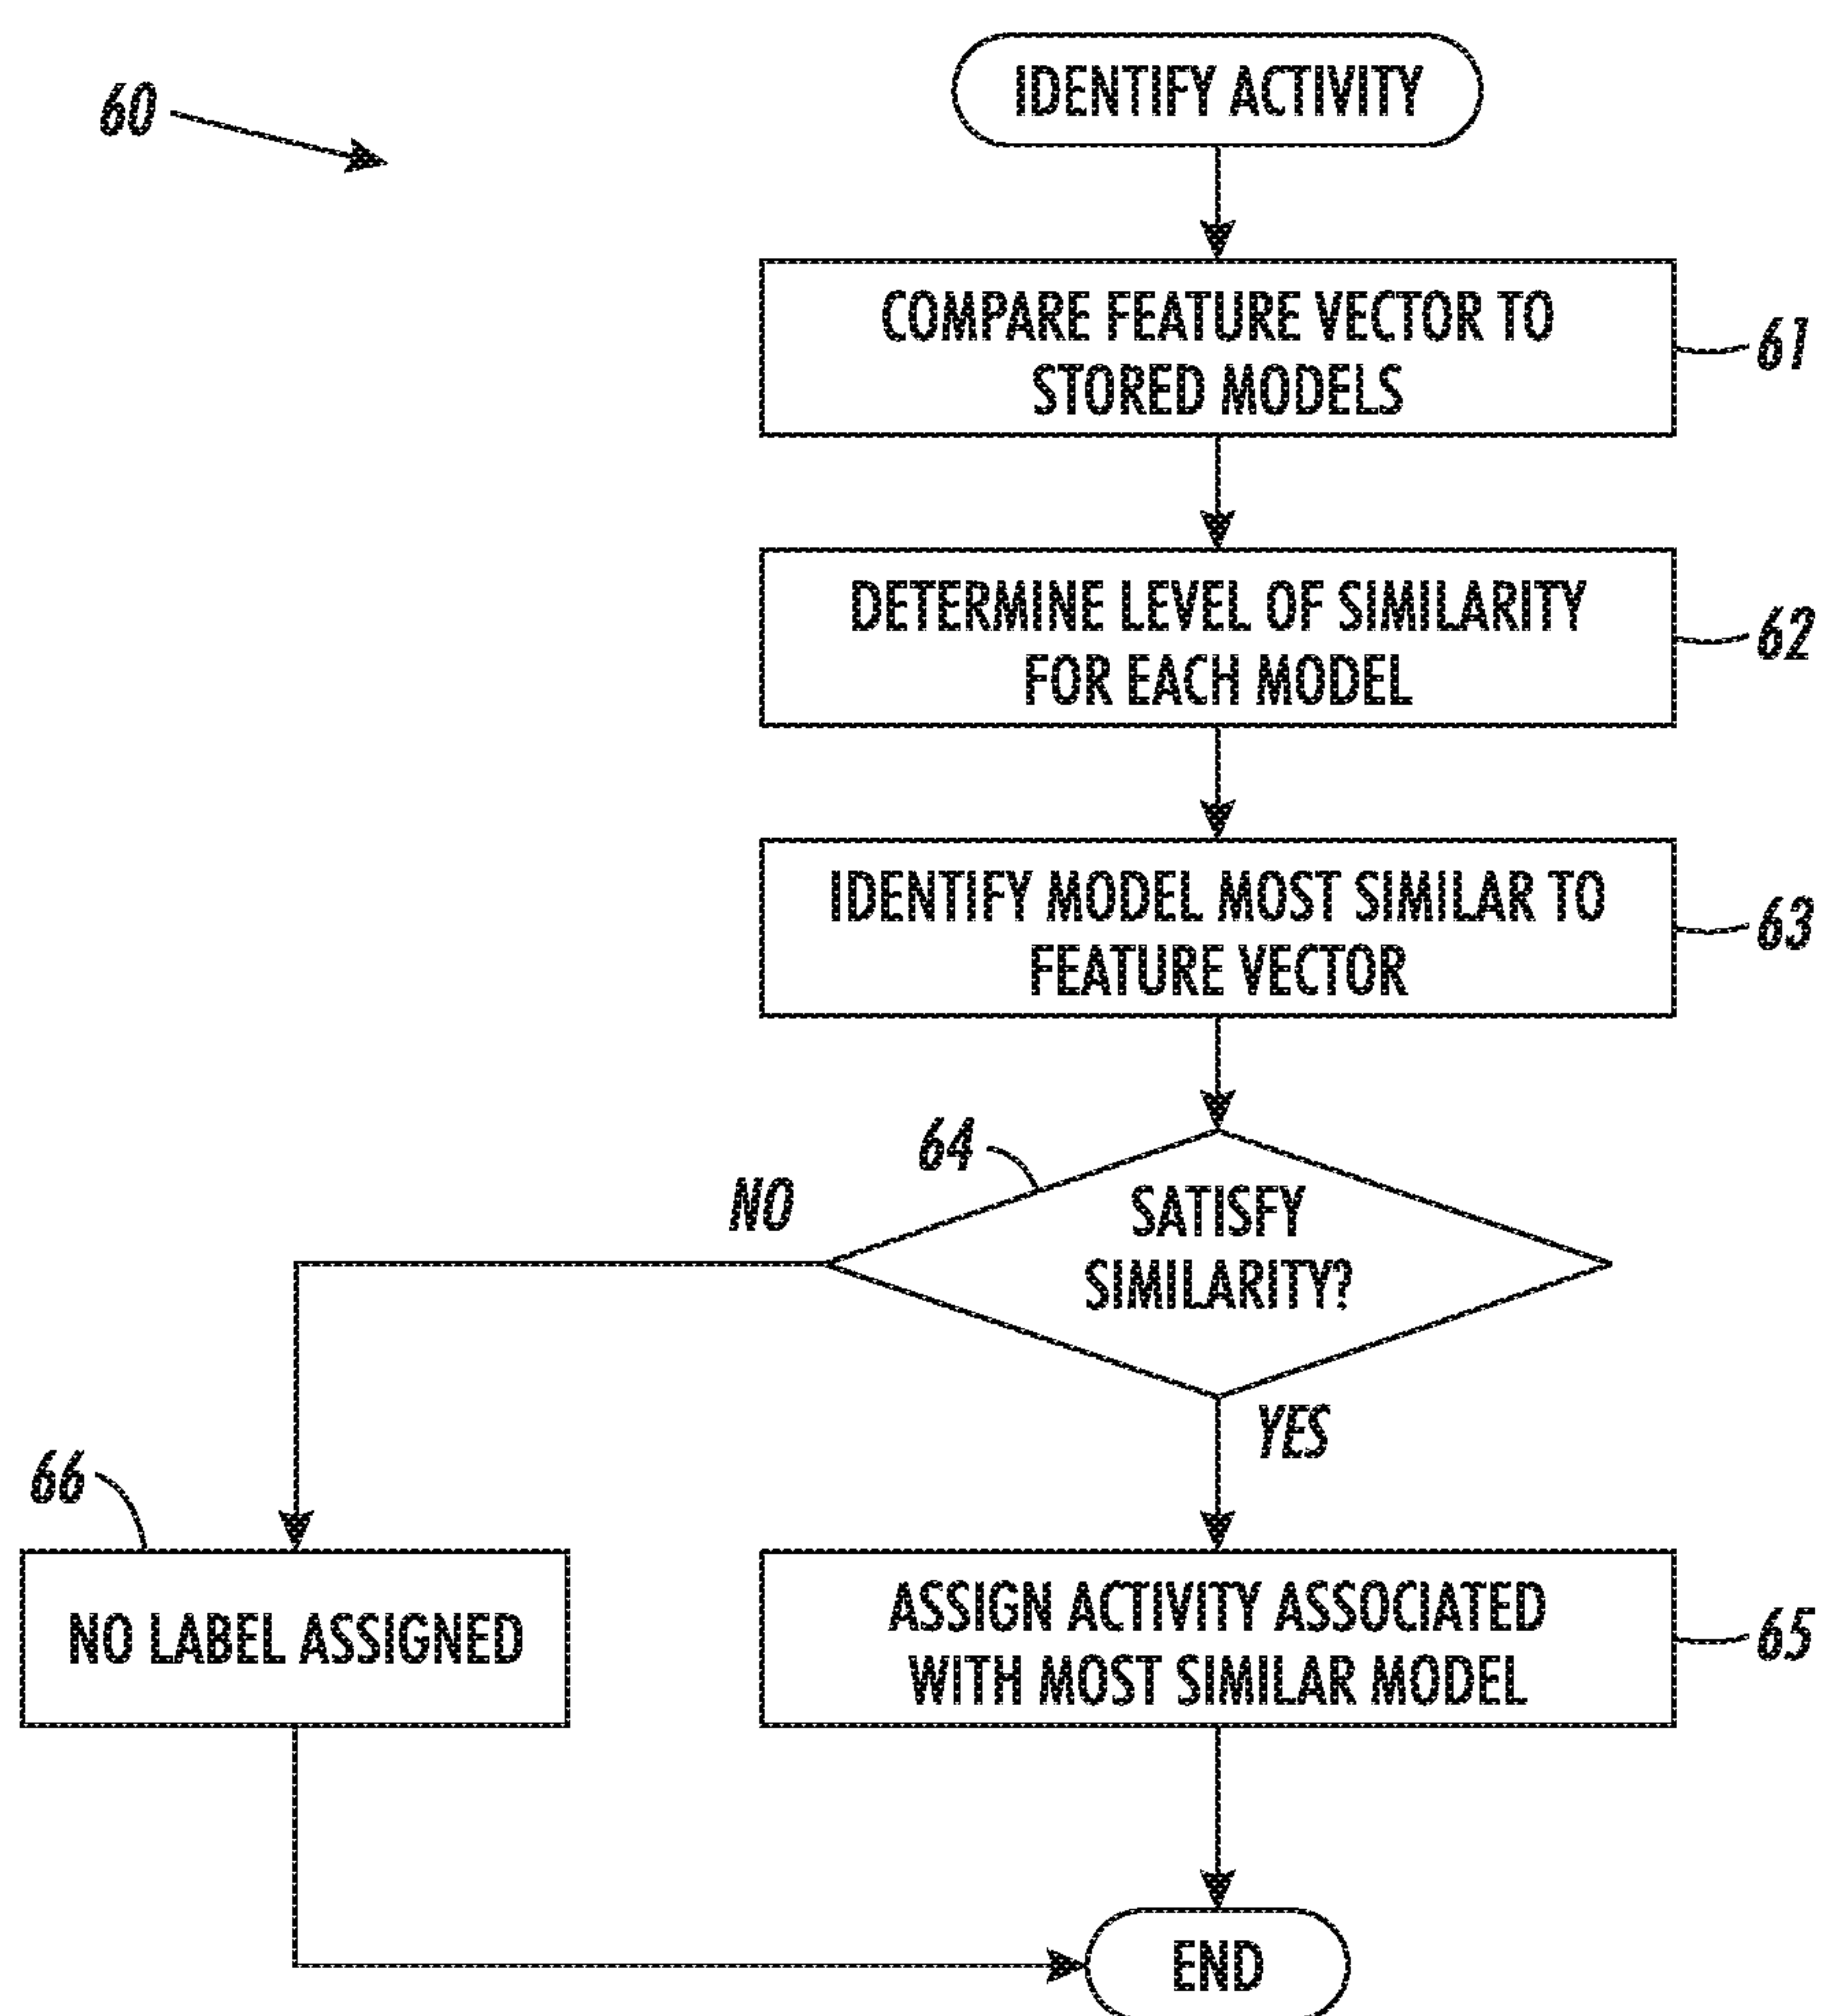 60
IDENTIFY ACTIVITY
COMPARE FEATURE VECTOR TO
STORED MODELS
61
DETERMINE LEVEL OF SIMILARITY
FOR EACH MODEL
62
IDENTIFY MODEL MOST SIMILAR TO
FEATURE VECTOR
63
64
SATISFY
SIMILARITY?
NO
YES
66
NO LABEL ASSIGNED
ASSIGN ACTIVITY ASSOCIATED
WITH MOST SIMILAR MODEL
65
END